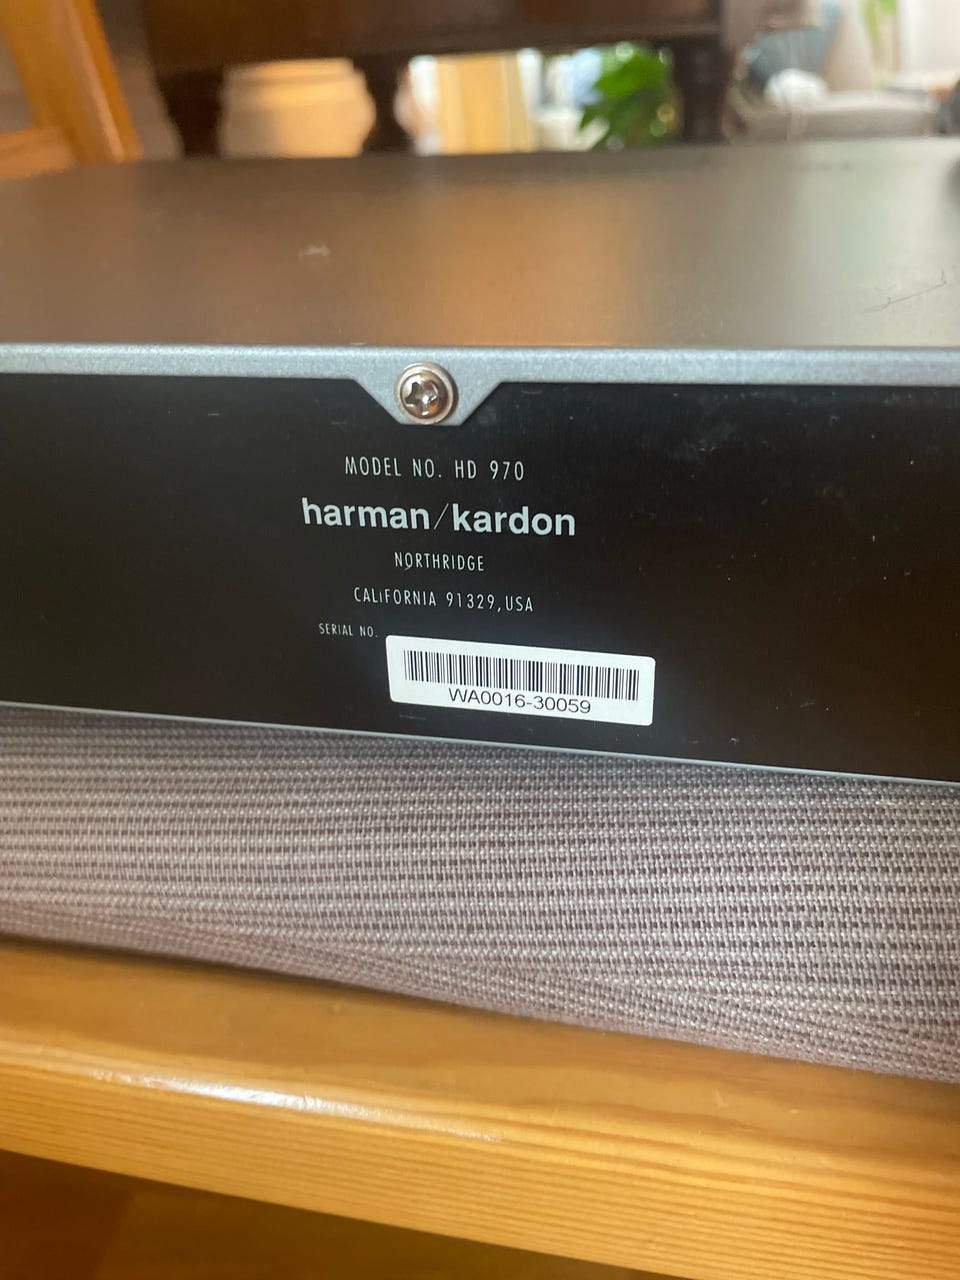 MODEL NO. HD 970
harman/kardon
NORTHRIDGE
CALiFORNIA 91329,USA
SERIAL NO.
WA0016-30059